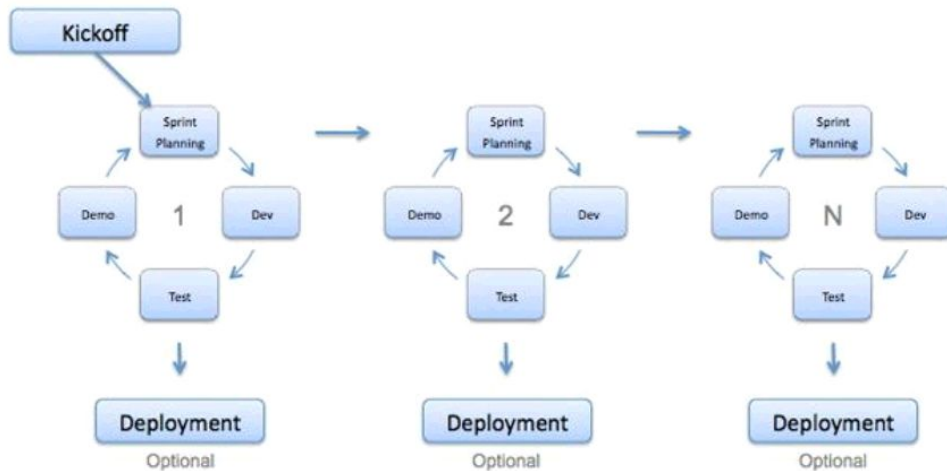 Kickoff
Sprint
Planning
Demo
1
Dev
Test
Deployment
Optional
Sprint
Planning
Demo
2
Dev
Test
Deployment
Optional
Sprint
Planning
Demo
N
Dev
Test
Deployment
Optional